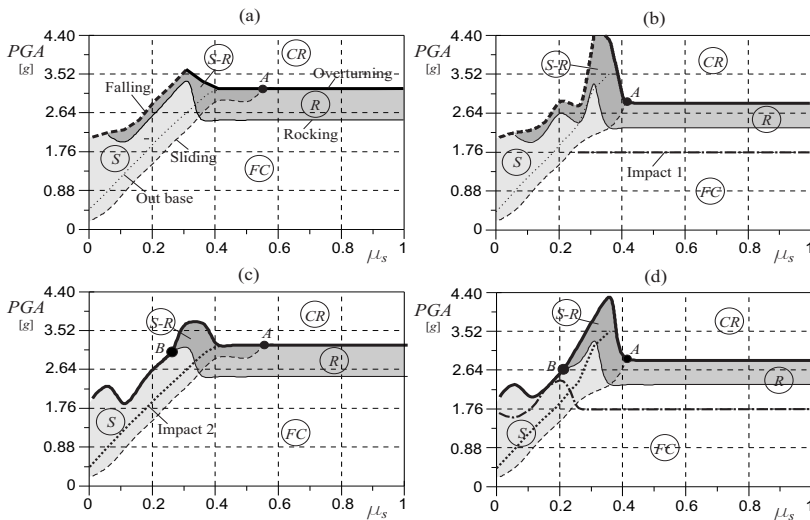 (a)
(b)
PGA
[g]
4.40
3.52
2.64
1.76
0.88
0
S-R
CR
Falling
A
Overturning
R
Rocking
S
Sliding
Out base
FC
0 0.2 0.4 0.6 0.8 1
μs
PGA
[g]
4.40
3.52
2.64
1.76
0.88
0
S-R
CR
A
R
S
Impact 1
FC
0 0.2 0.4 0.6 0.8 1
μs
(c)
(d)
PGA
[g]
4.40
3.52
2.64
1.76
0.88
0
S-R
CR
B
A
R
S
Impact 2
FC
0 0.2 0.4 0.6 0.8 1
μs
PGA
[g]
4.40
3.52
2.64
1.76
0.88
0
S-R
CR
B
A
R
S
FC
0 0.2 0.4 0.6 0.8 1
μs